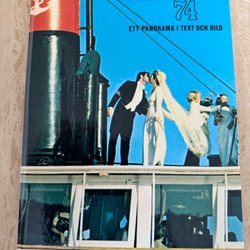 74
ETT PANORAMA I TEXT OCH BILD